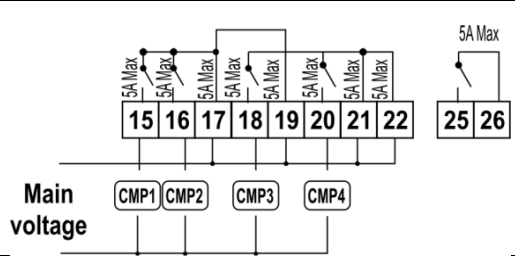 5A Max
5A Max 5A Max 5A Max 5A Max 5A Max 5A Max 5A Max 5A Max
15 16 17 18 19 20 21 22 25 26
Main
voltage
CMP1 CMP2 CMP3 CMP4